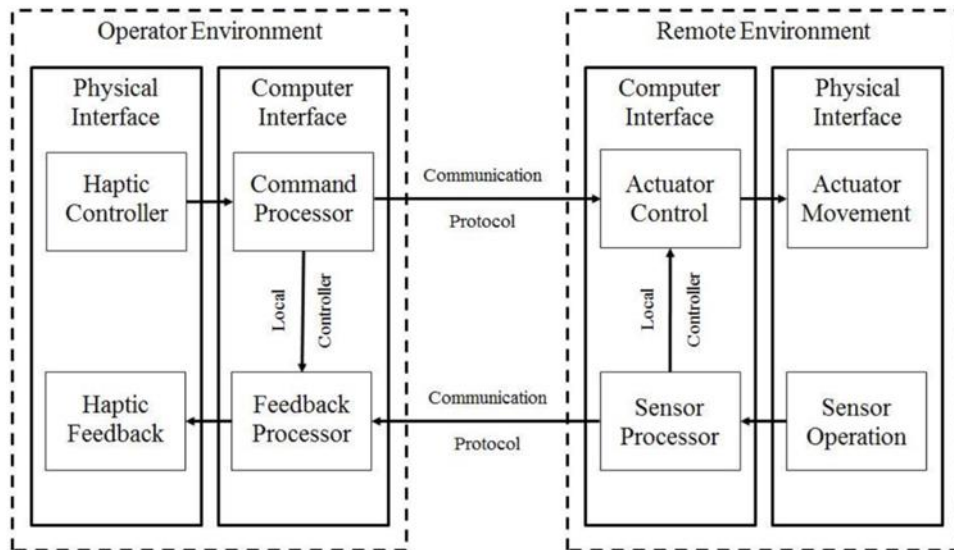 Operator Environment
Remote Environment
Physical
Interface
Computer
Interface
Computer
Interface
Physical
Interface
Haptic
Controller
Command
Processor
Communication
Protocol
Actuator
Control
Actuator
Movement
Local
Controller
Local
Controller
Haptic
Feedback
Feedback
Processor
Communication
Protocol
Sensor
Processor
Sensor
Operation